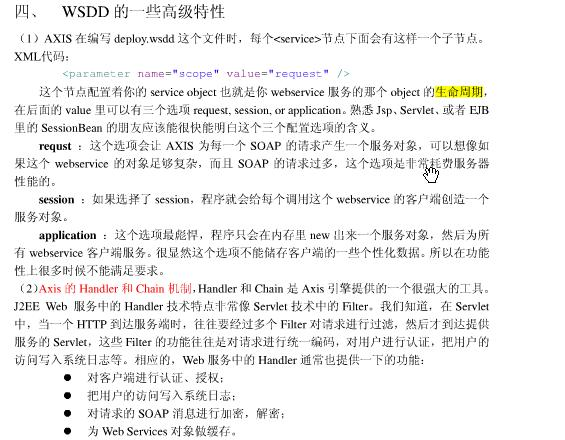 四、 WSDD 的一些高级特性
（1）AXIS 在编写 deploy.wsdd 这个文件时，每个<service>节点下面会有这样一个子节点。
XML代码：
<parameter name="scope" value="request" />
这个节点配置着你的 service object 也就是你 webservice 服务的那个 object 的生命周期，
在后面的 value 里可以有三个选项 request, session, or application。熟悉 Jsp、Servlet、或者 EJB
里的 SessionBean 的朋友应该能很快能明白这个三个配置选项的含义。
requst ：这个选项会让 AXIS 为每一个 SOAP 的请求产生一个服务对象，可以想像如
果这个 webservice 的对象足够复杂，而且 SOAP 的请求过多，这个选项是非常耗费服务器
性能的。
session ：如果选择了 session，程序就会给每个调用这个 webservice 的客户端创造一个
服务对象。
application ：这个选项最彪悍，程序只会在内存里 new 出来一个服务对象，然后为所
有 webservice 客户端服务。很显然这个选项不能储存客户端的一些个性化数据。所以在功能
性上很多时候不能满足要求。
（2）Axis 的 Handler 和 Chain 机制，Handler 和 Chain 是 Axis 引擎提供的一个很强大的工具。
J2EE Web 服务中的 Handler 技术特点非常像 Servlet 技术中的 Filter。我们知道，在 Servlet
中，当一个 HTTP 到达服务端时，往往要经过多个 Filter 对请求进行过滤，然后才到达提供
服务的 Servlet，这些 Filter 的功能往往是对请求进行统一编码，对用户进行认证，把用户的
访问写入系统日志等。相应的，Web 服务中的 Handler 通常也提供一下的功能：
● 对客户端进行认证、授权；
● 把用户的访问写入系统日志；
● 对请求的 SOAP 消息进行加密，解密；
● 为 Web Services 对象做缓存。